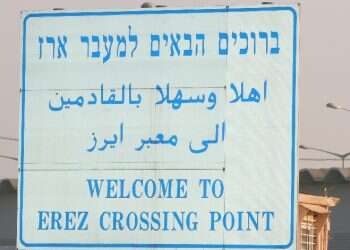 ברוכים הבאים למעבר ארז
اهلا وسهلا بالقادمين
الى معبر ايرز
WELCOME TO
EREZ CROSSING POINT